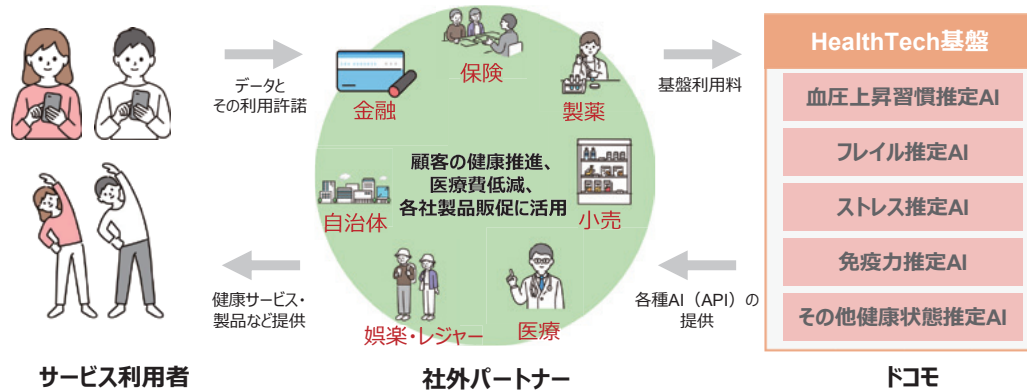 データと
その利用許諾
健康サービス・
製品など提供
サービス利用者
保険
金融
製薬
顧客の健康推進、
医療費低減、
各社製品販促に活用
自治体
小売
娯楽・レジャー
医療
社外パートナー
基盤利用料
各種AI（API）の
提供
HealthTech基盤
血圧上昇習慣推定AI
フレイル推定AI
ストレス推定AI
免疫力推定AI
その他健康状態推定AI
ドコモ